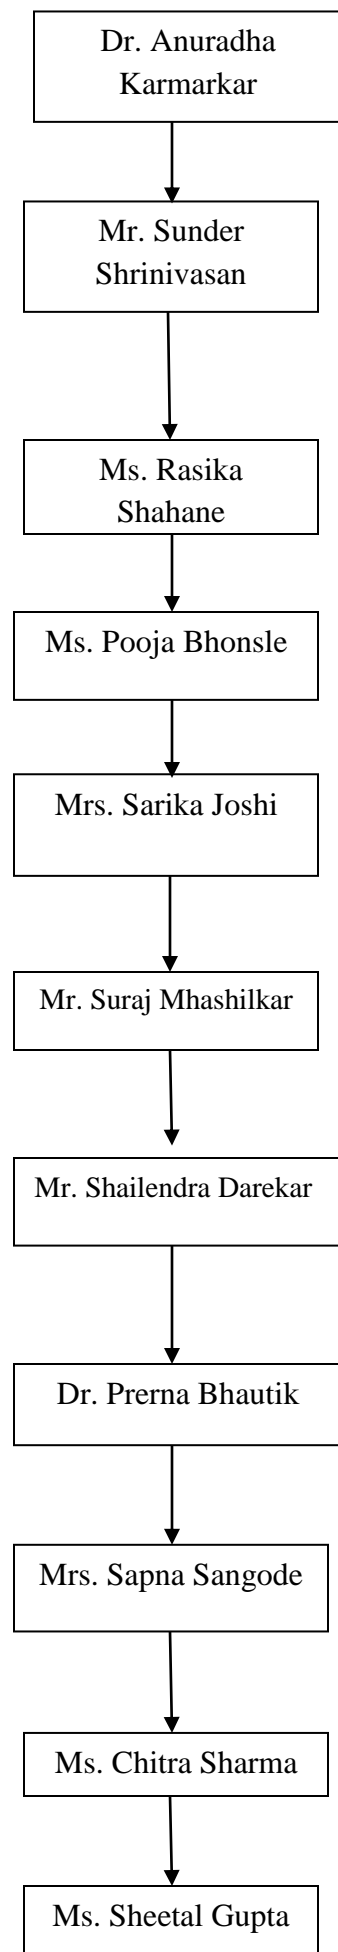 Dr. Anuradha
Karmarkar
Mr. Sunder
Shrinivasan
Ms. Rasika
Shahane
Ms. Pooja Bhonsle
Mrs. Sarika Joshi
Mr. Suraj Mhashilkar
Mr. Shailendra Darekar
Dr. Prerna Bhautik
Mrs. Sapna Sangode
Ms. Chitra Sharma
Ms. Sheetal Gupta